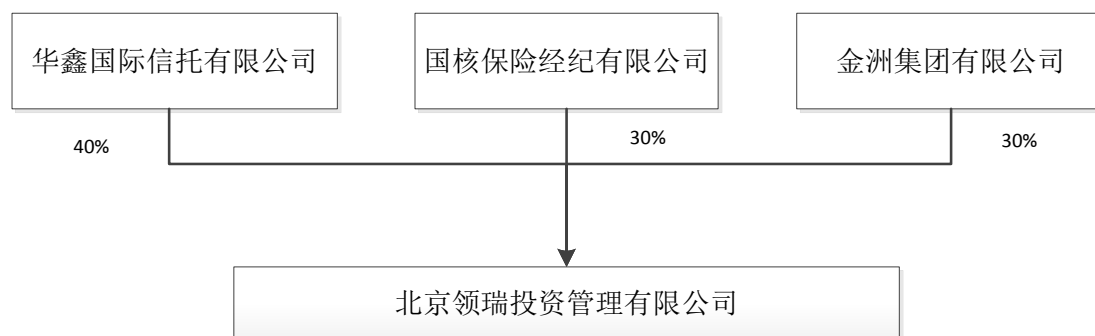 华鑫国际信托有限公司
国核保险经纪有限公司
金洲集团有限公司
40%
30%
30%
北京领瑞投资管理有限公司